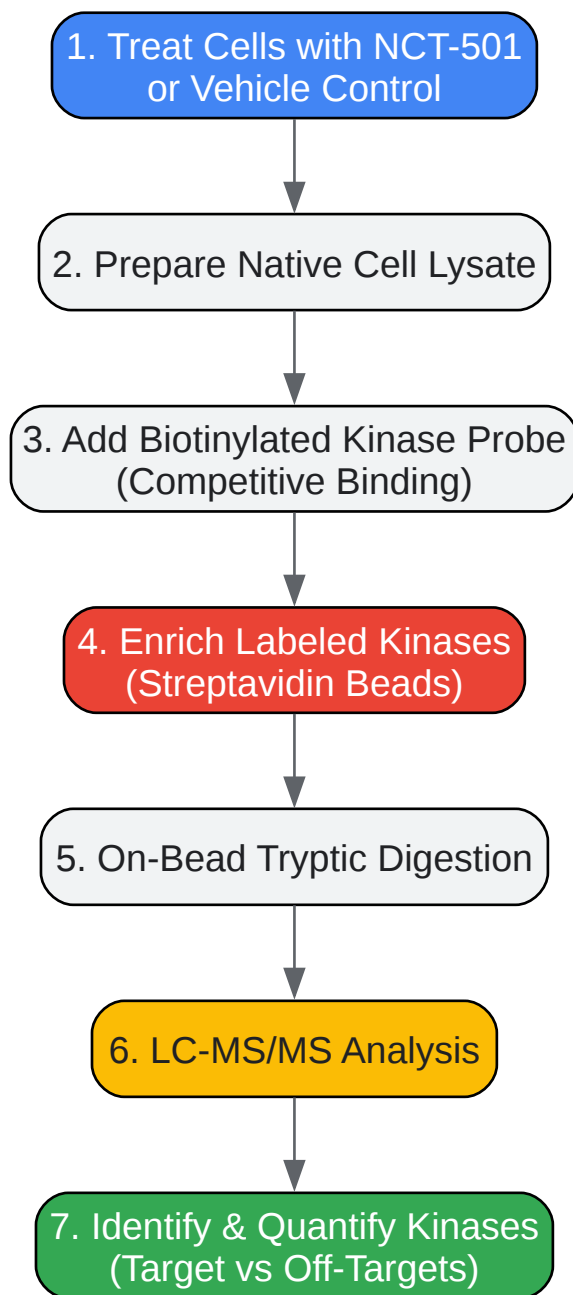 1. Treat Cells with NCT-501
or Vehicle Control
2. Prepare Native Cell Lysate
3. Add Biotinylated Kinase Probe
(Competitive Binding)
4. Enrich Labeled Kinases
(Streptavidin Beads)
5. On-Bead Tryptic Digestion
6. LC-MS/MS Analysis
7. Identify & Quantify Kinases
(Target vs Off-Targets)